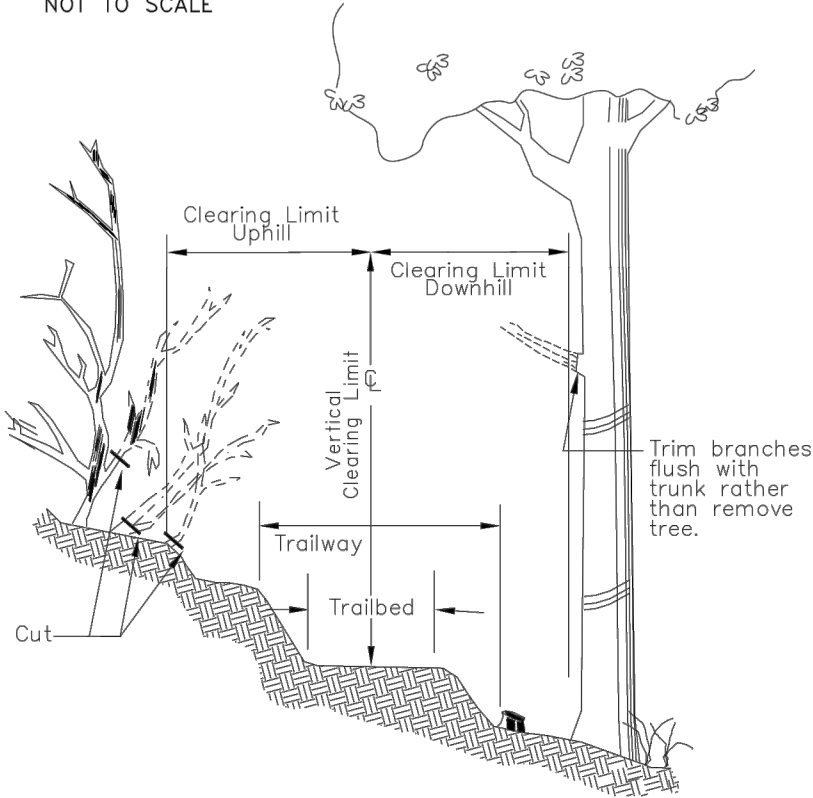 NOT TO SCALE
Clearing Limit
Uphill
Clearing Limit
Downhill
Vertical
Clearing Limit
℄
Trim branches
flush with
trunk rather
than remove
tree.
Trailway
Trailbed
Cut